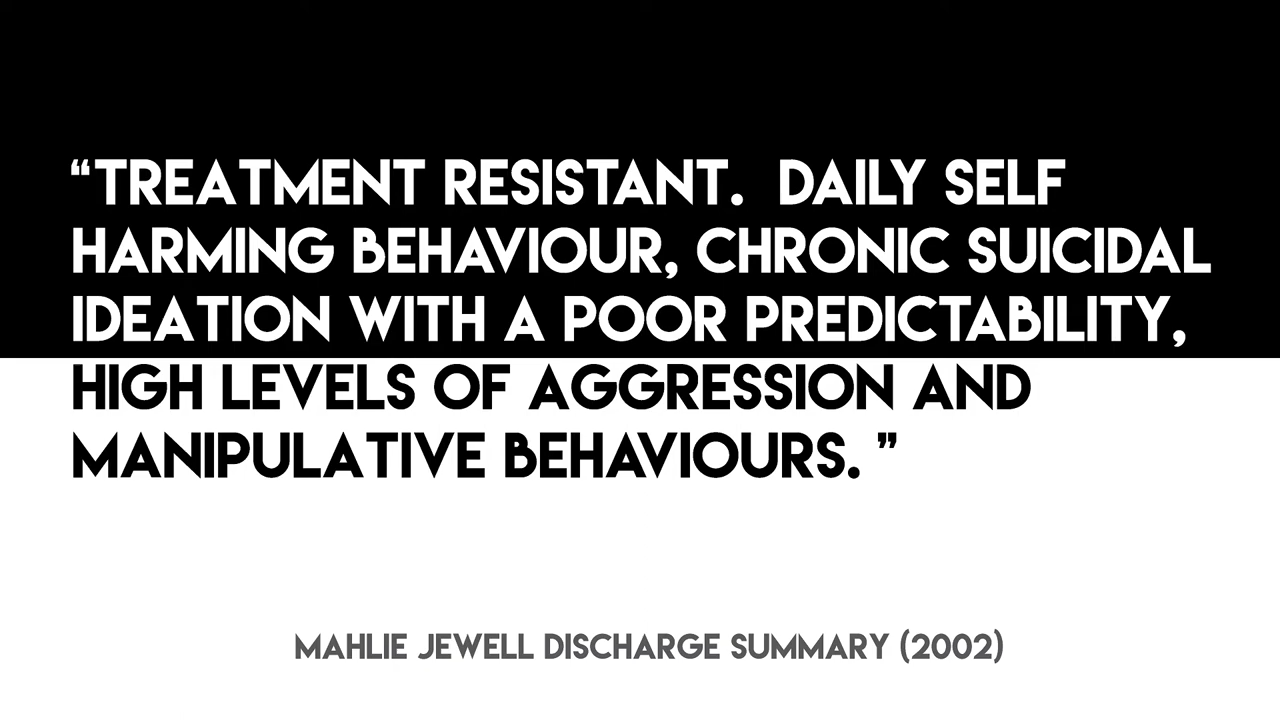 “TREATMENT RESISTANT.  DAILY SELF
HARMING BEHAVIOUR, CHRONIC SUICIDAL
IDEATION WITH A POOR PREDICTABILITY,
HIGH LEVELS OF AGGRESSION AND
MANIPULATIVE BEHAVIOURS. ”
MAHLIE JEWELL DISCHARGE SUMMARY (2002)